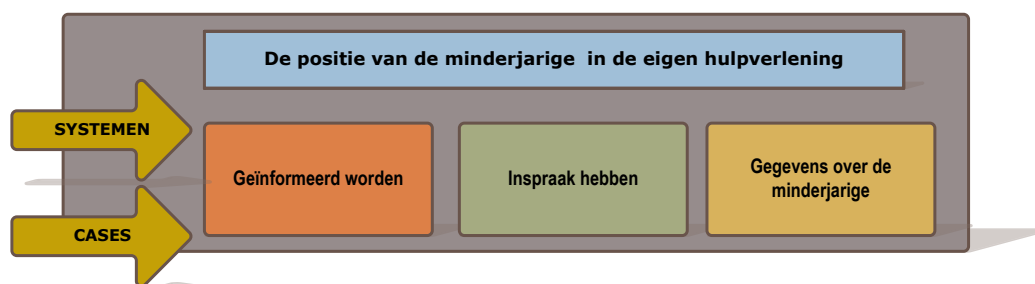 De positie van de minderjarige in de eigen hulpverlening
SYSTEMEN
Geïnformeerd worden
Inspraak hebben
Gegevens over de
minderjarige
CASES